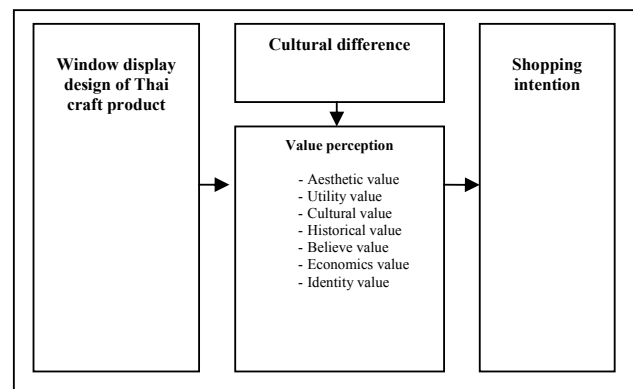 Window display
design of Thai
craft product
Cultural difference
Value perception
- Aesthetic value
- Utility value
- Cultural value
- Historical value
- Believe value
- Economics value
- Identity value
Shopping
intention